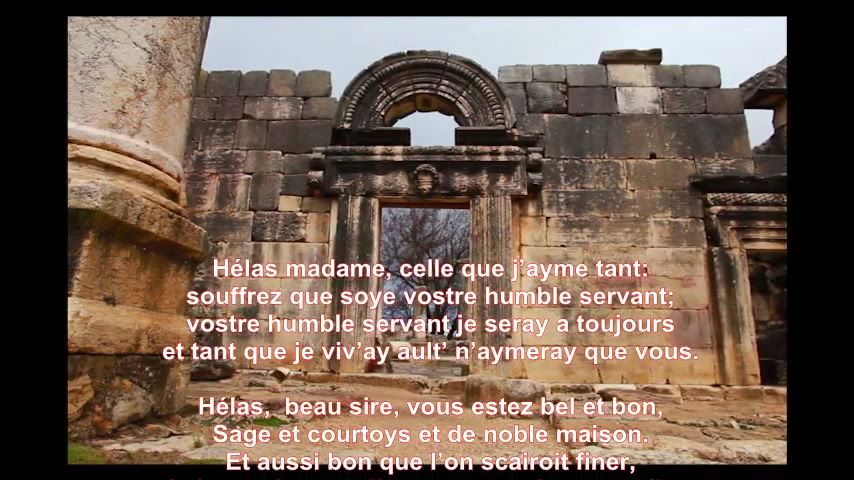 Hélas madame, celle que j’ayme tant:
souffrez que soye vostre humble servant;
vostre humble servant je seray a toujours
et tant que je viv’ay ault’ n’aymeray que vous.
Hélas,  beau sire, vous estez bel et bon,
Sage et courtoys et de noble maison.
Et aussi bon que l’on scairoit finer,